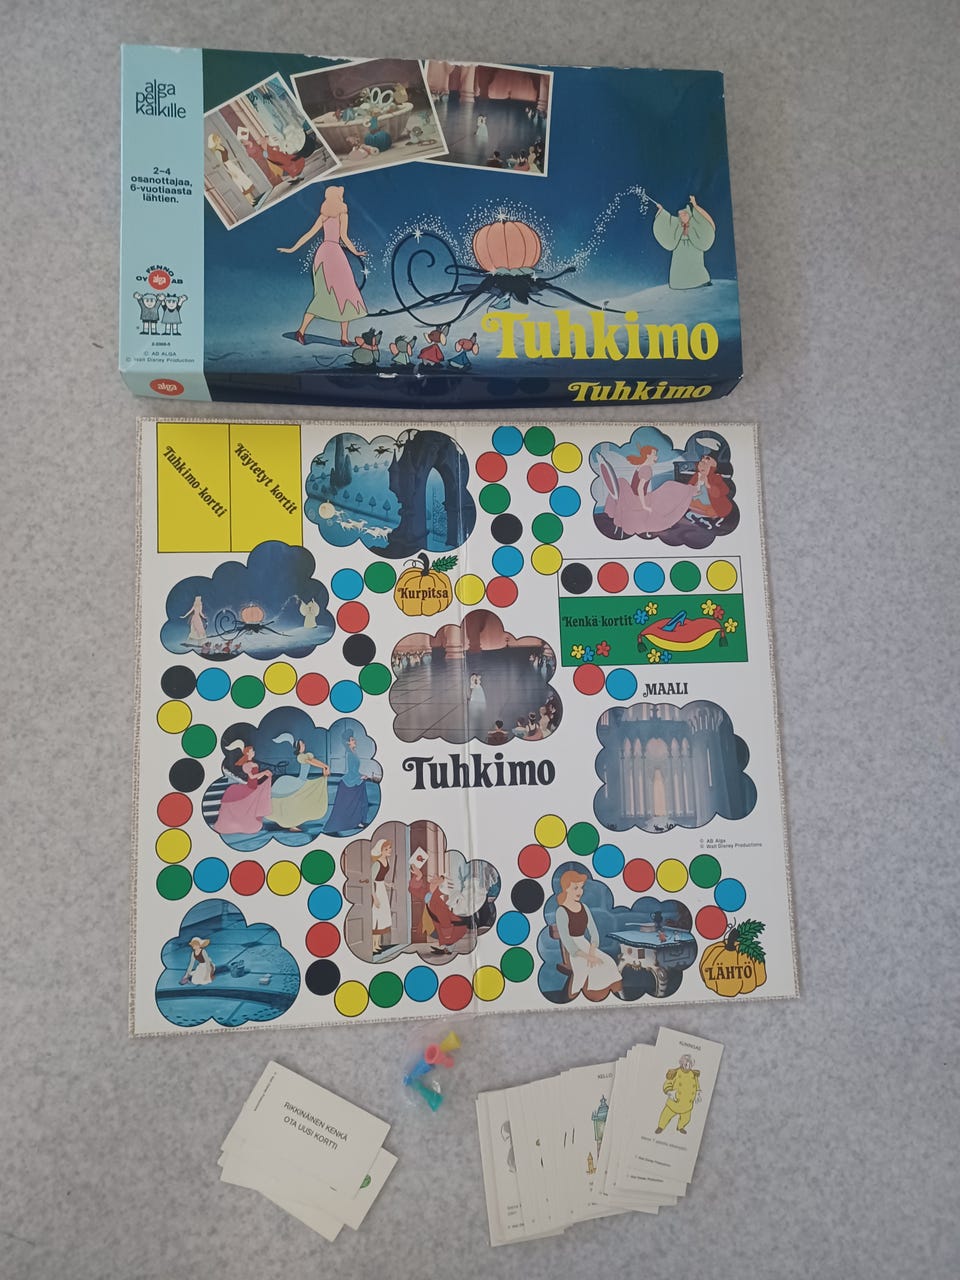 alga
pelejä
kaikille
2-4
osanottajaa,
6-vuotiaasta
lähtien.
OY FENNO AB
alga
© AB ALGA
© Walt Disney Production
alga
Tuhkimo
Tuhkimo
Tuhkimo-kortti
Käytetyt kortit
Kurpitsa
Kenkä-kortit
MAALI
Tuhkimo
© AB Alga
© Walt Disney Productions
LÄHTÖ
RIKKINÄINEN KENKÄ
OTA UUSI KORTTI
KELLO
KUNINGAS